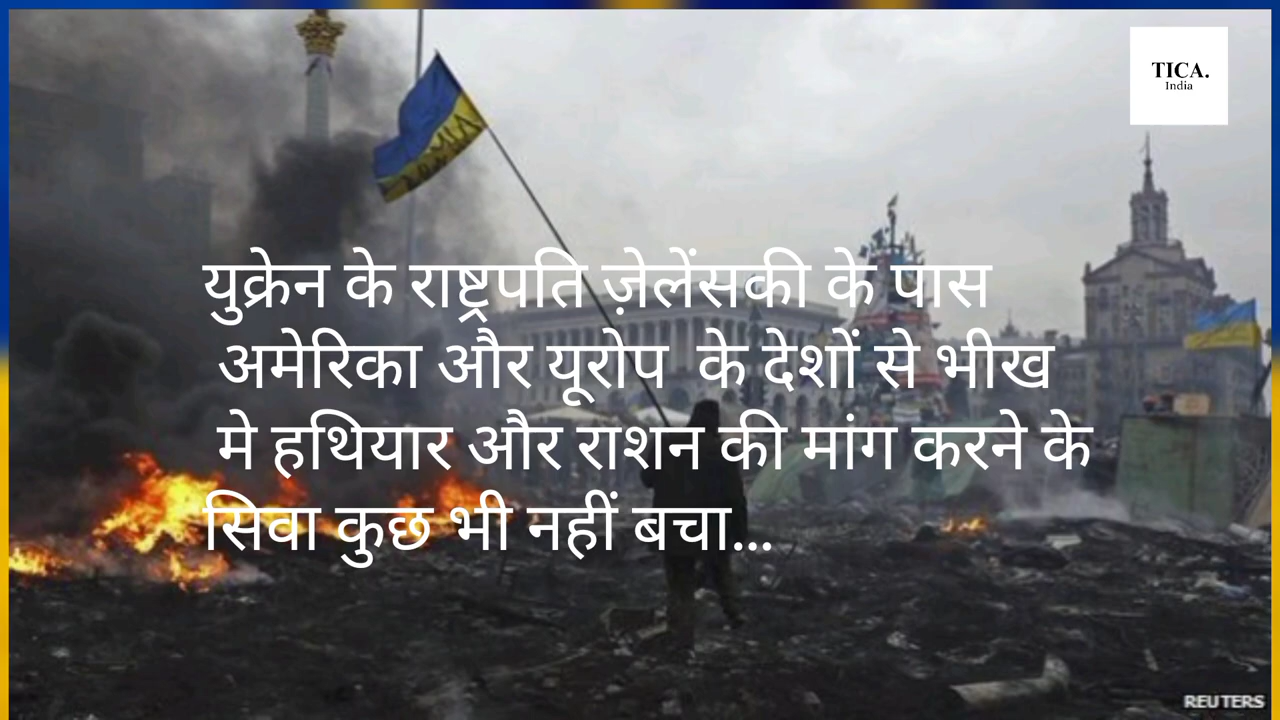 TICA.
India
युक्रेन के राष्ट्रपति ज़ेलेंसकी के पास
अमेरिका और यूरोप के देशों से भीख
मे हथियार और राशन की मांग करने के
सिवा कुछ भी नहीं बचा...
REUTERS